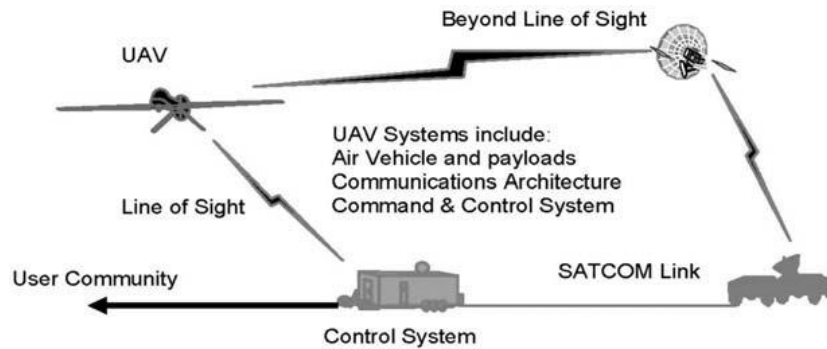 Beyond Line of Sight
UAV
UAV Systems include:
Air Vehicle and payloads
Communications Architecture
Command & Control System
Line of Sight
User Community
SATCOM Link
Control System